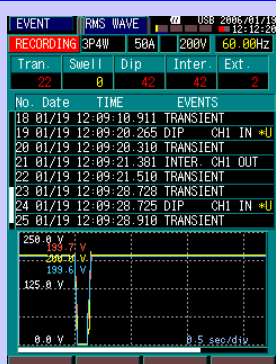 EVENT RMS WAVE USB 2006/01/19
12:12:20
RECORDING 3P4W 50A 200V 60.00Hz
Tran. Swell Dip Inter. Ext.
22 0 42 42 2
No. Date TIME EVENTS
18 01/19 12:09:10.911 TRANSIENT
19 01/19 12:09:20.265 DIP CH1 IN *U
20 01/19 12:09:20.310 TRANSIENT
21 01/19 12:09:21.381 INTER. CH1 OUT
22 01/19 12:09:21.510 TRANSIENT
23 01/19 12:09:28.728 TRANSIENT
24 01/19 12:09:28.725 DIP CH1 IN *U
25 01/19 12:09:28.910 TRANSIENT
250.0 V
199.7 V
200.0 V
199.6 V
125.0 V
0.0 V 0.5 sec/div